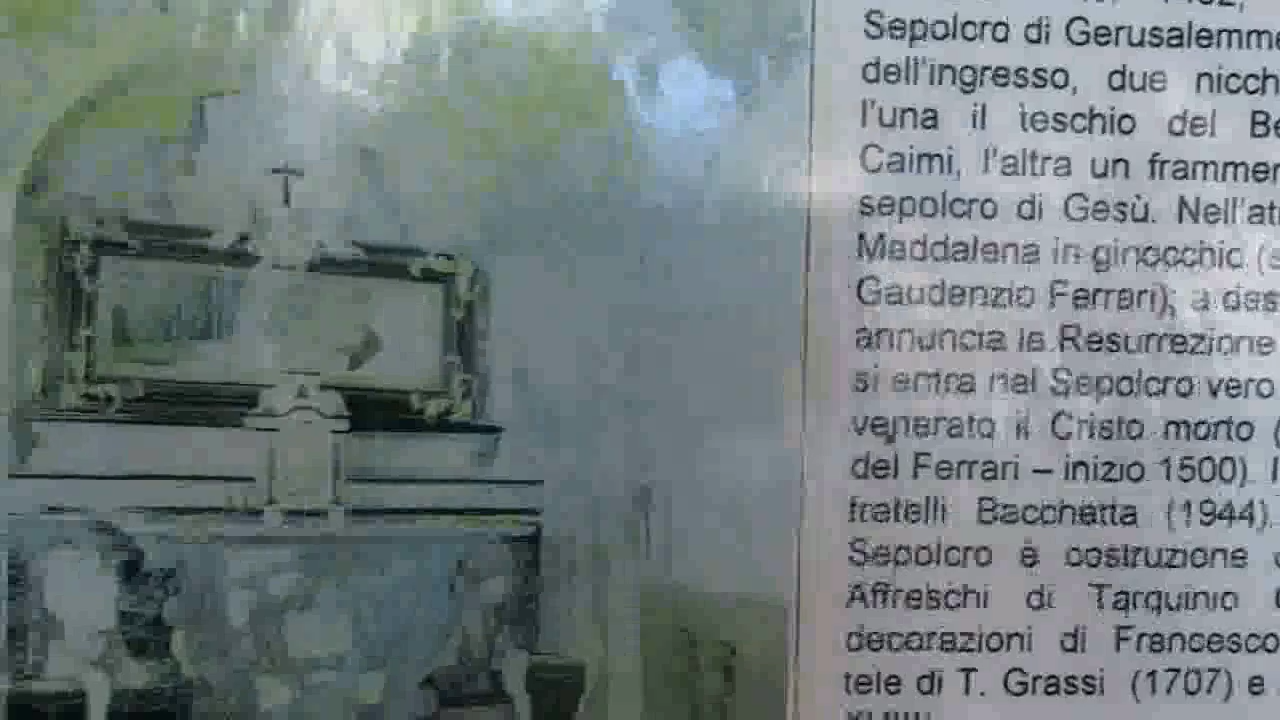 Sepolcro di Gerusalemme
dell'ingresso, due nicch
l'una il teschio del Be
Caimi, l'altra un frammen
sepolcro di Gesù. Nell'at
Maddalena in ginocchio (s
Gaudenzio Ferrari); a des
annuncia la Resurrezione
si entra nel Sepolcro vero
venerato il Cristo morto (
del Ferrari – inizio 1500). I
fratelli Bacchetta (1944).
Sepolcro è costruzione
Affreschi di Tarquinio
decorazioni di Francesco
tele di T. Grassi (1707) e